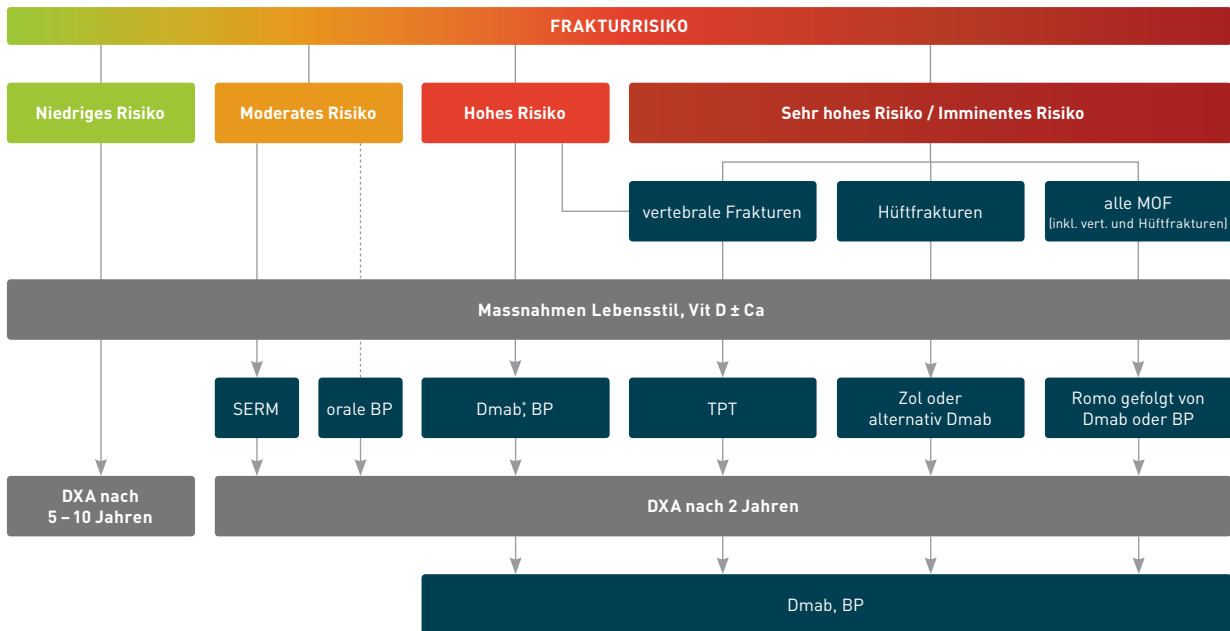 FRAKTURRISIKO
Niedriges Risiko
Moderates Risiko
Hohes Risiko
Sehr hohes Risiko / Imminentes Risiko
vertebrale Frakturen
Hüftfrakturen
alle MOF
(inkl. vert. und Hüftfrakturen)
Massnahmen Lebensstil, Vit D ± Ca
SERM
orale BP
Dmab,* BP
TPT
Zol oder
alternativ Dmab
Romo gefolgt von
Dmab oder BP
DXA nach
5 – 10 Jahren
DXA nach 2 Jahren
Dmab, BP